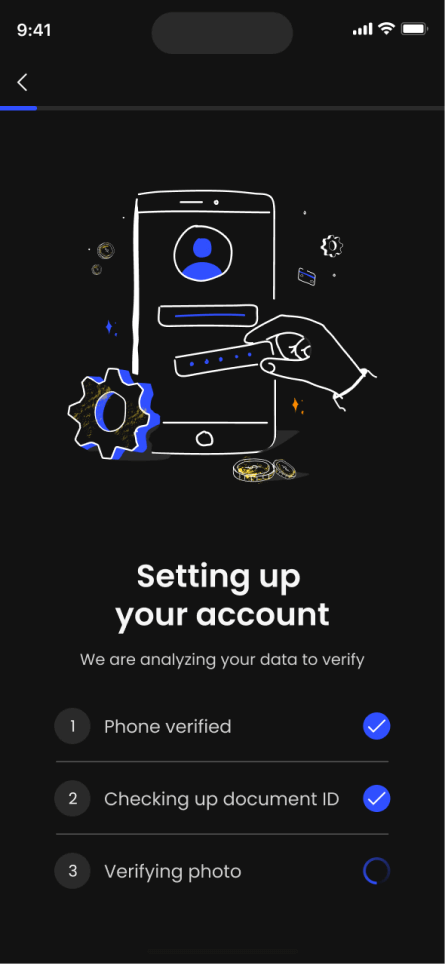 9:41
Setting up
your account
We are analyzing your data to verify
1 Phone verified
2 Checking up document ID
3 Verifying photo